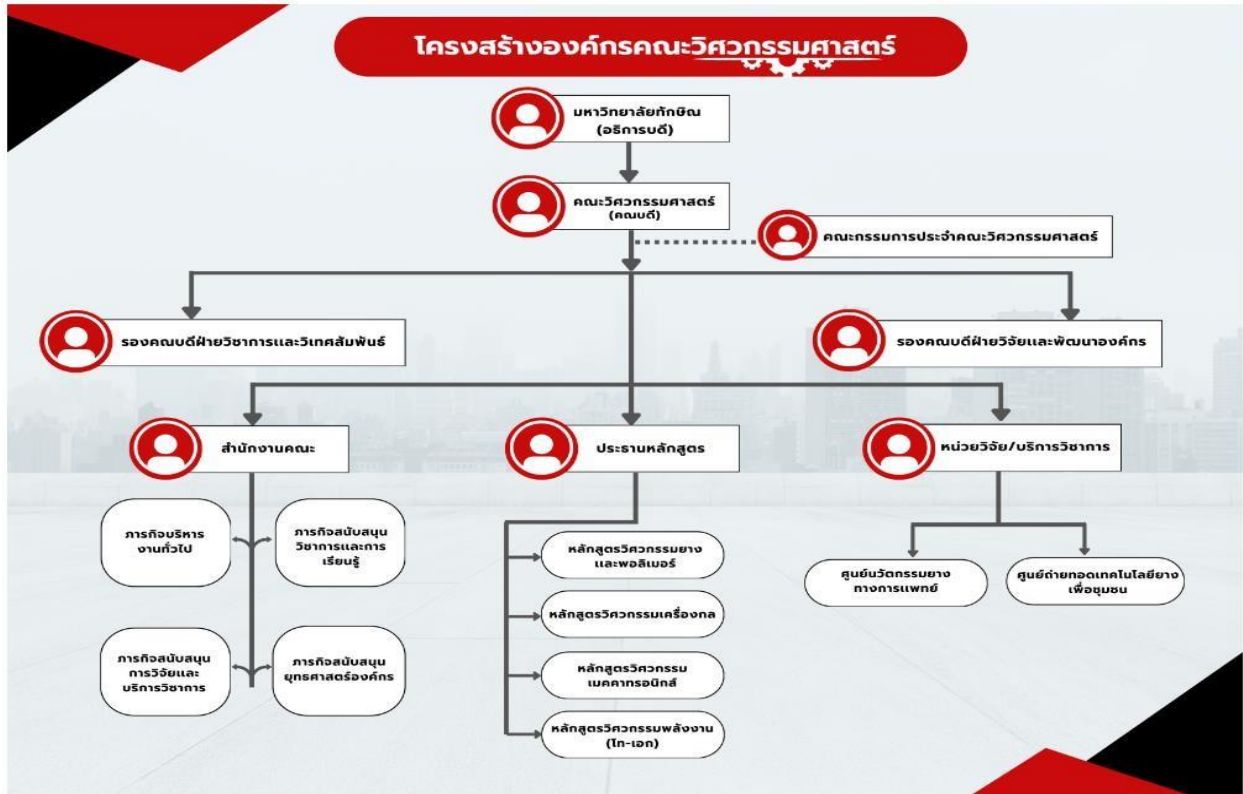 โครงสร้างองค์กรคณะวิศวกรรมศาสตร์
มหาวิทยาลัยทักษิณ
(อธิการบดี)
คณะวิศวกรรมศาสตร์
(คณบดี)
คณะกรรมการประจำคณะวิศวกรรมศาสตร์
รองคณบดีฝ่ายวิชาการและวิเทศสัมพันธ์
รองคณบดีฝ่ายวิจัยและพัฒนาองค์กร
สำนักงานคณะ
ประธานหลักสูตร
หน่วยวิจัย/บริการวิชาการ
ภารกิจบริหาร
งานทั่วไป
ภารกิจสนับสนุน
วิชาการและการ
เรียนรู้
ภารกิจสนับสนุน
การวิจัยและ
บริการวิชาการ
ภารกิจสนับสนุน
ยุทธศาสตร์องค์กร
หลักสูตรวิศวกรรมยาง
และพอลิเมอร์
หลักสูตรวิศวกรรมเครื่องกล
หลักสูตรวิศวกรรม
เมคคาทรอนิกส์
หลักสูตรวิศวกรรมพลังงาน
(โท-เอก)
ศูนย์นวัตกรรมยาง
ทางการแพทย์
ศูนย์ถ่ายทอดเทคโนโลยียาง
เพื่อชุมชน